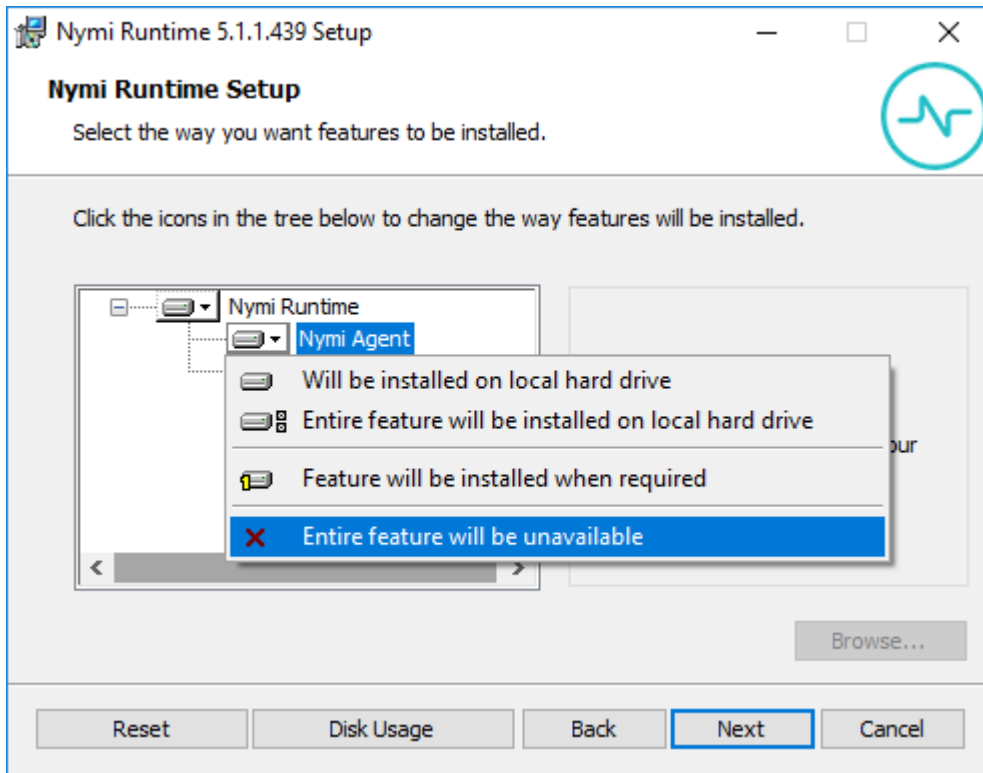 Nymi Runtime 5.1.1.439 Setup
Nymi Runtime Setup
Select the way you want features to be installed.
Click the icons in the tree below to change the way features will be installed.
Nymi Runtime
Nymi Agent
Will be installed on local hard drive
Entire feature will be installed on local hard drive
Feature will be installed when required
Entire feature will be unavailable
Browse...
Reset
Disk Usage
Back
Next
Cancel